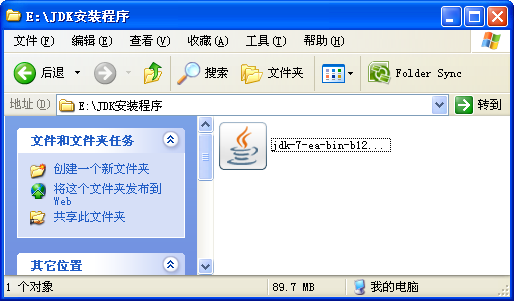 E:\JDK安装程序
文件(F) 编辑(E) 查看(V) 收藏(A) 工具(T) 帮助(H)
后退 搜索 文件夹 Folder Sync
地址(D) E:\JDK安装程序 转到
文件和文件夹任务
创建一个新文件夹
将这个文件夹发布到
Web
共享此文件夹
其它位置
jdk-7-ea-bin-b12...
1 个对象 89.7 MB 我的电脑